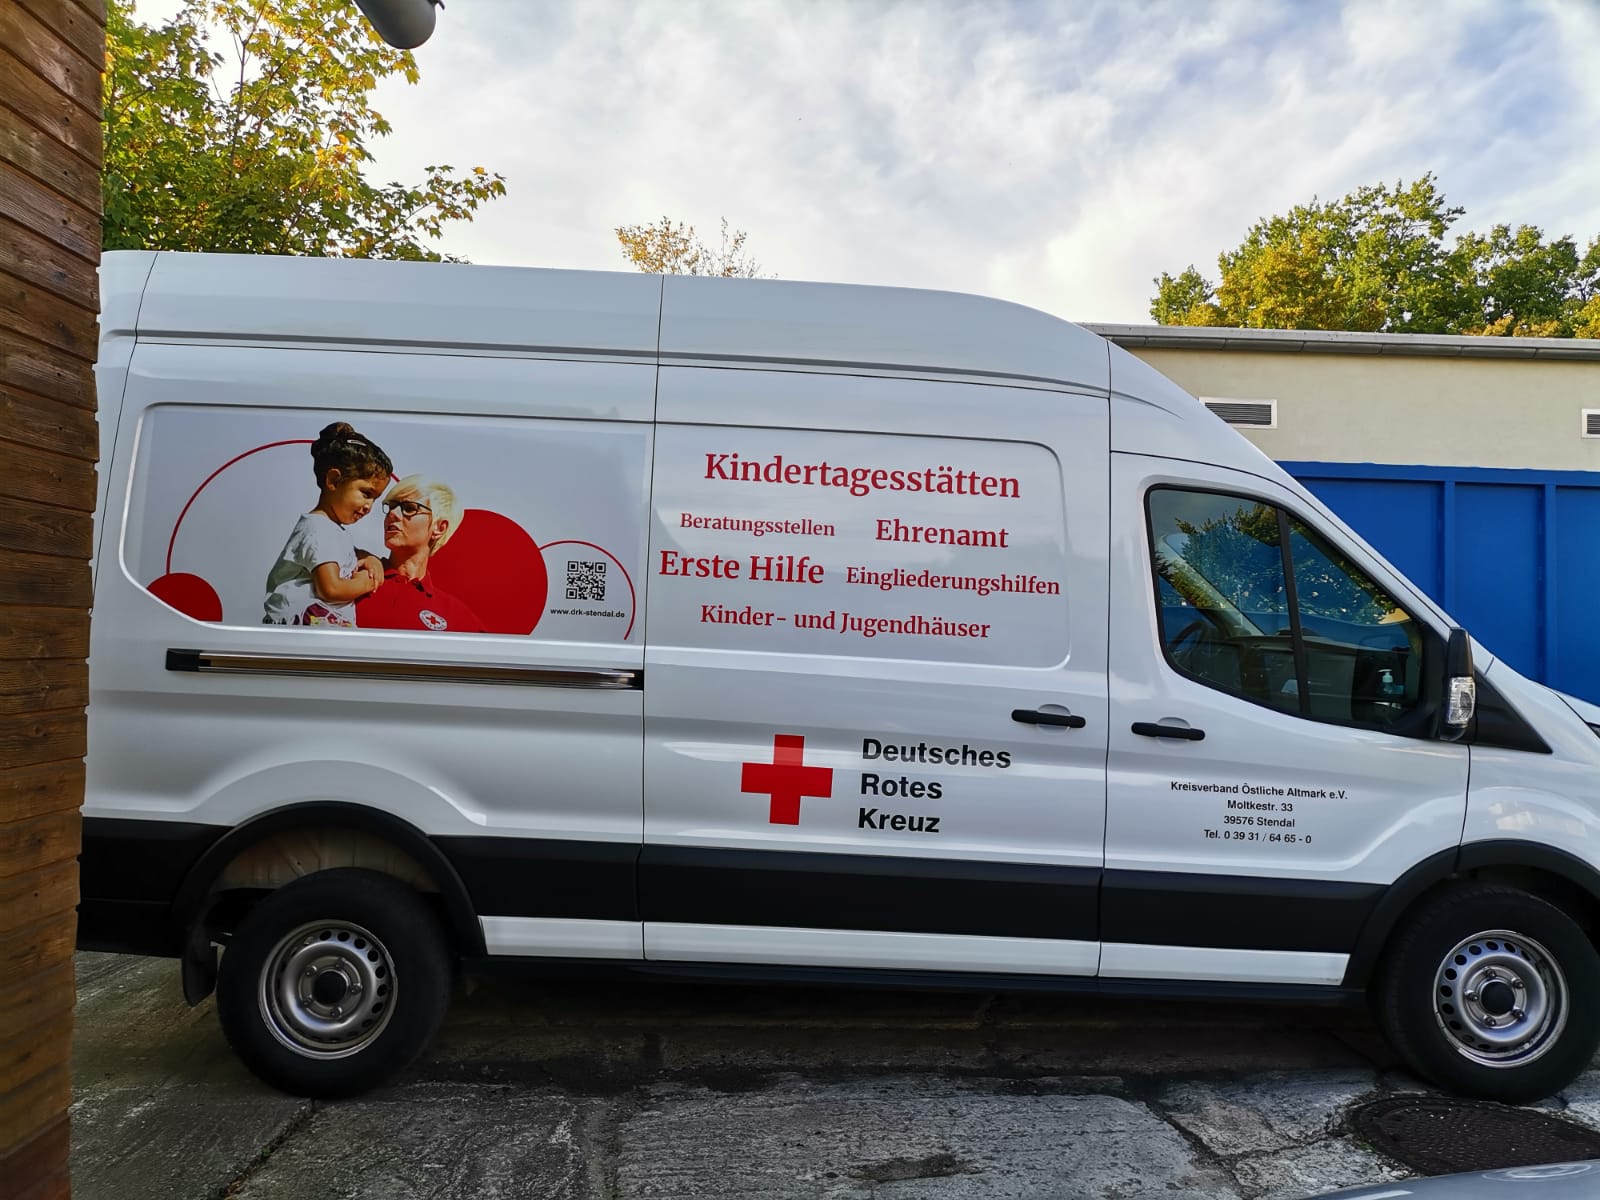 Kindertagesstätten
Beratungsstellen Ehrenamt
Erste Hilfe Eingliederungshilfen
Kinder- und Jugendhäuser
www.drk-stendal.de
Deutsches
Rotes
Kreuz
Kreisverband Östliche Altmark e.V.
Moltkestr. 33
39576 Stendal
Tel. 0 39 31 / 64 65 - 0